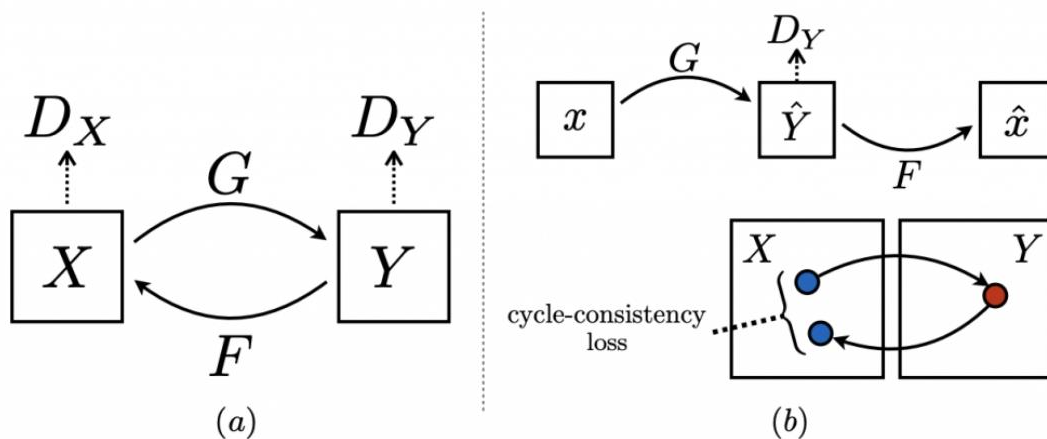 D_X
D_Y
G
X
Y
F
(a)
D_Y
G
x
Ŷ
x̂
F
X
Y
cycle-consistency
loss
(b)